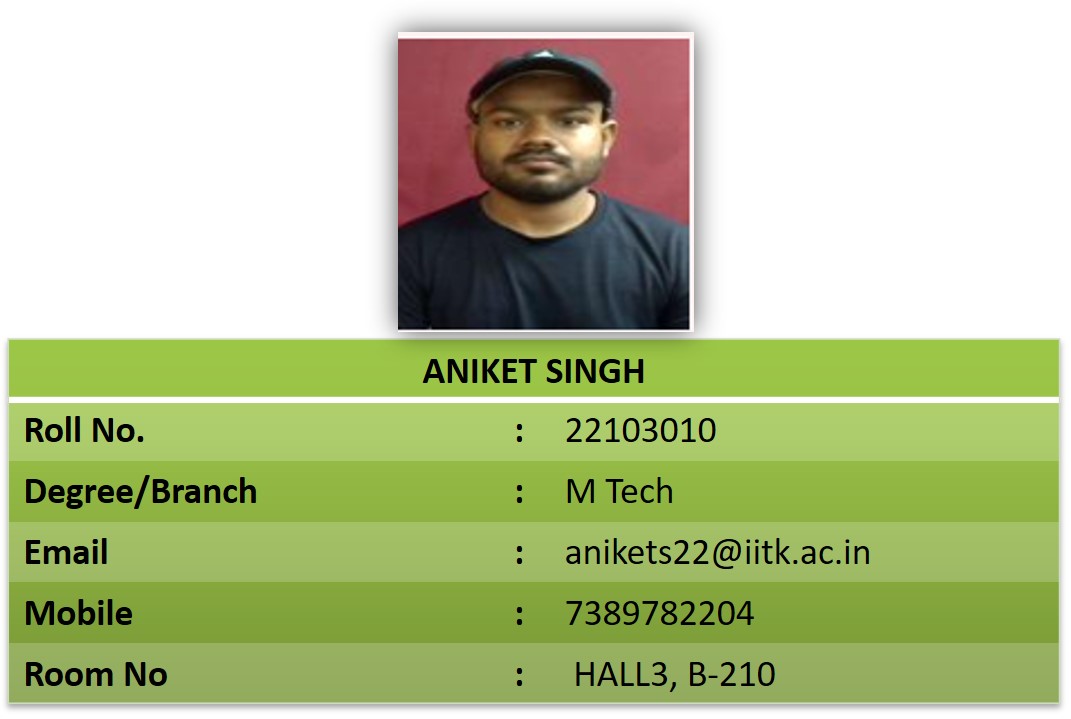 ANIKET SINGH
Roll No. : 22103010
Degree/Branch : M Tech
Email : anikets22@iitk.ac.in
Mobile : 7389782204
Room No : HALL3, B-210